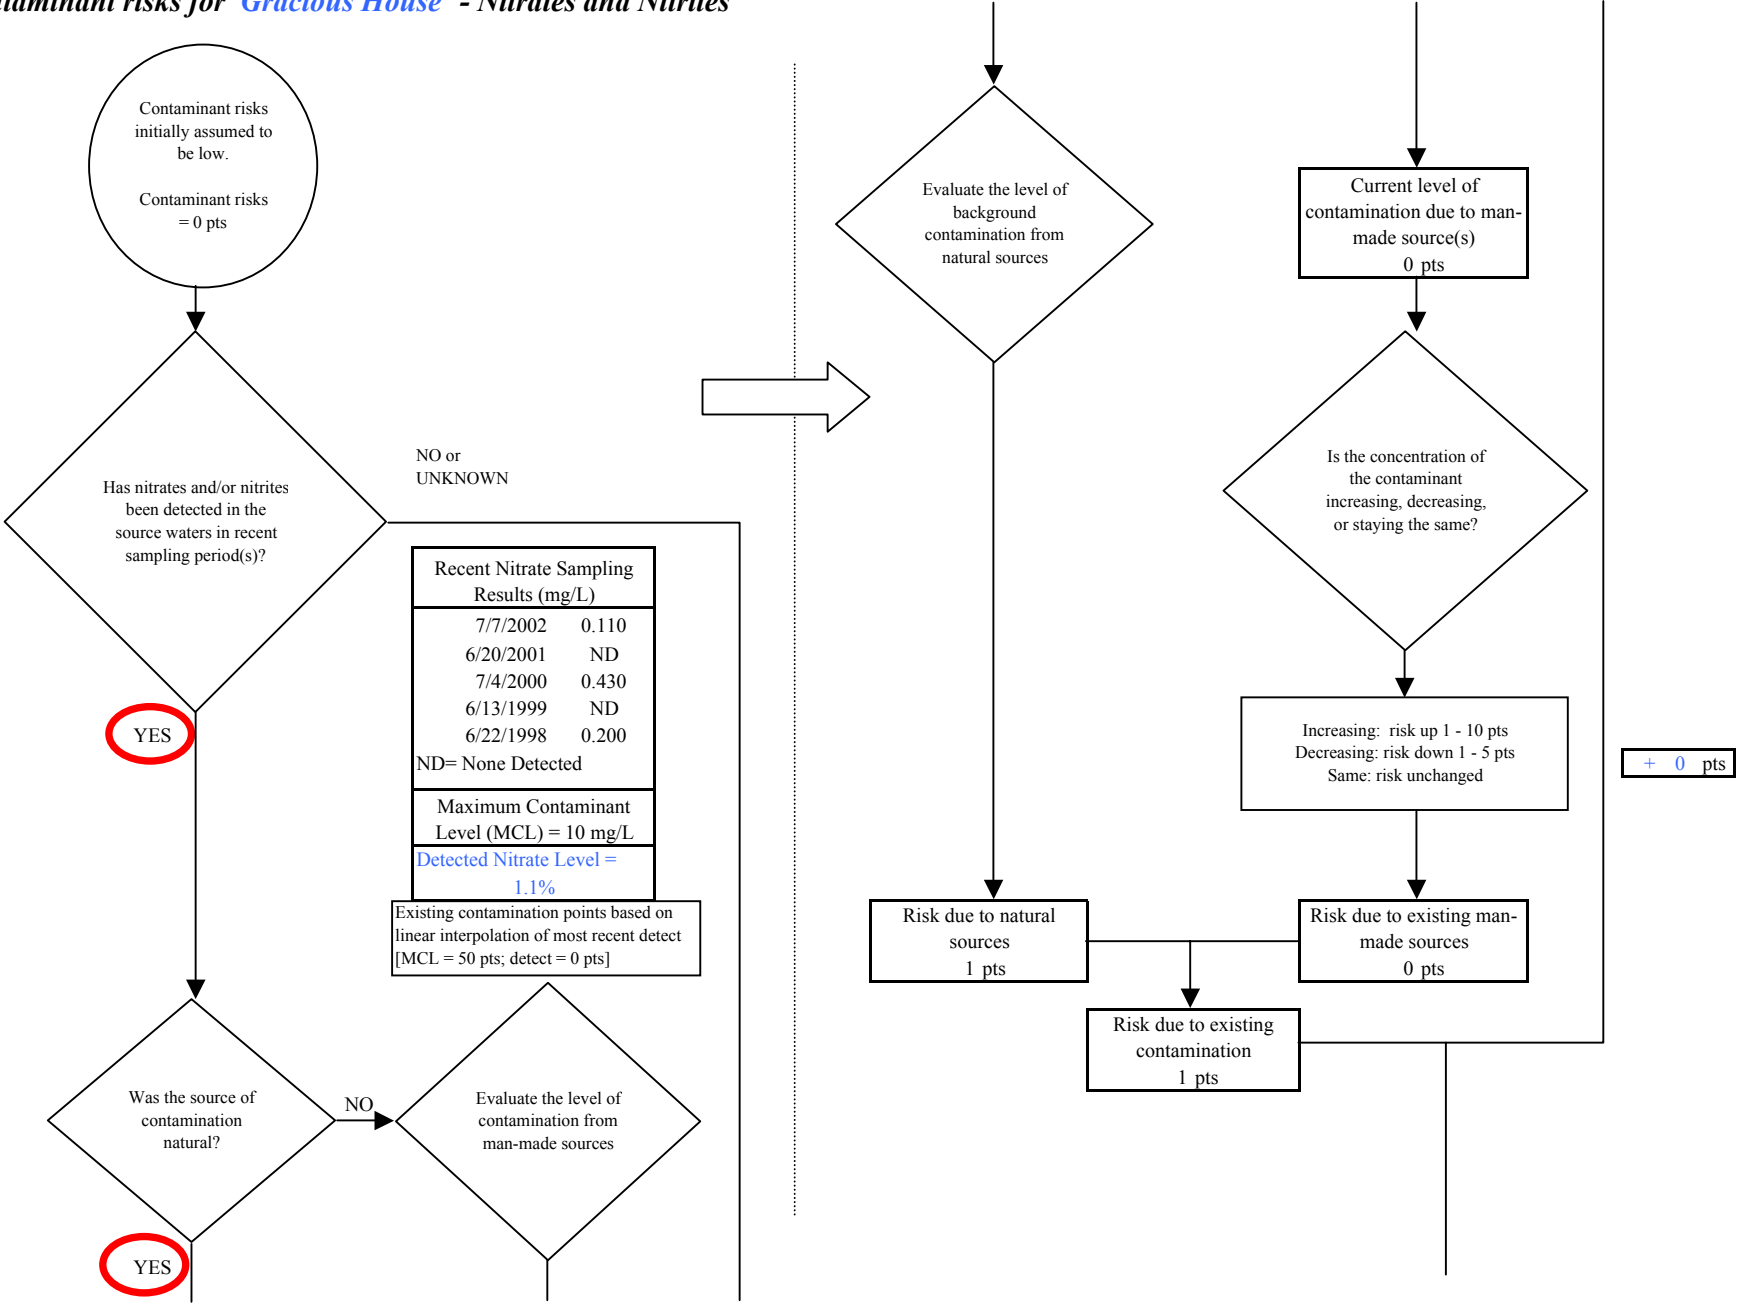 risks for Gracious House - Nitrates and Nitrites
Contaminant risks
initially assumed to
be low.
Contaminant risks
= 0 pts
Has nitrates and/or nitrites
been detected in the
source waters in recent
sampling period(s)?
NO or
UNKNOWN
YES
Recent Nitrate Sampling
Results (mg/L)
7/7/2002 0.110
6/20/2001 ND
7/4/2000 0.430
6/13/1999 ND
6/22/1998 0.200
ND= None Detected
Maximum Contaminant
Level (MCL) = 10 mg/L
Detected Nitrate Level =
1.1%
Existing contamination points based on
linear interpolation of most recent detect
[MCL = 50 pts; detect = 0 pts]
Was the source of
contamination
natural?
NO
Evaluate the level of
contamination from
man-made sources
YES
Evaluate the level of
background
contamination from
natural sources
Current level of
contamination due to man-
made source(s)
0 pts
Is the concentration of
the contaminant
increasing, decreasing,
or staying the same?
Increasing: risk up 1 - 10 pts
Decreasing: risk down 1 - 5 pts
Same: risk unchanged
+ 0 pts
Risk due to natural
sources
1 pts
Risk due to existing man-
made sources
0 pts
Risk due to existing
contamination
1 pts